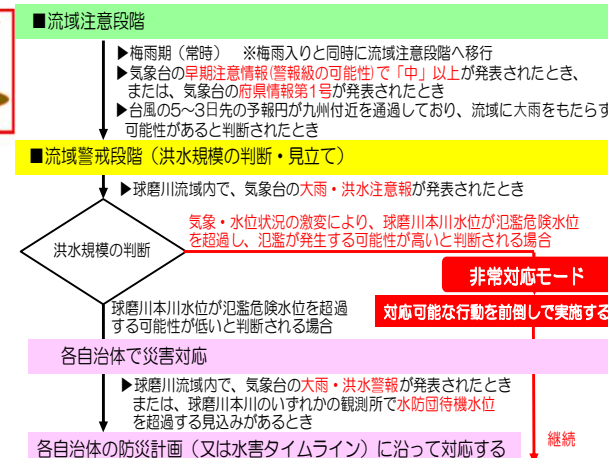 ■流域注意段階
▶梅雨期（常時）　※梅雨入りと同時に流域注意段階へ移行
▶気象台の早期注意情報(警報級の可能性)で「中」以上が発表されたとき、
または、気象台の府県情報第1号が発表されたとき
▶台風の5～3日先の予報円が九州付近を通過しており、流域に大雨をもたらす
可能性があると判断されたとき
■流域警戒段階（洪水規模の判断・見立て）
▶球磨川流域内で、気象台の大雨・洪水注意報が発表されたとき
気象・水位状況の激変により、球磨川本川水位が氾濫危険水位
を超過し、氾濫が発生する可能性が高いと判断される場合
洪水規模の判断
非常対応モード
対応可能な行動を前倒しで実施する
球磨川本川水位が氾濫危険水位を超過
する可能性が低いと判断される場合
各自治体で災害対応
▶球磨川流域内で、気象台の大雨・洪水警報が発表されたとき
または、球磨川本川のいずれかの観測所で水防団待機水位
を超過する見込みがあるとき
継続
各自治体の防災計画（又は水害タイムライン）に沿って対応する